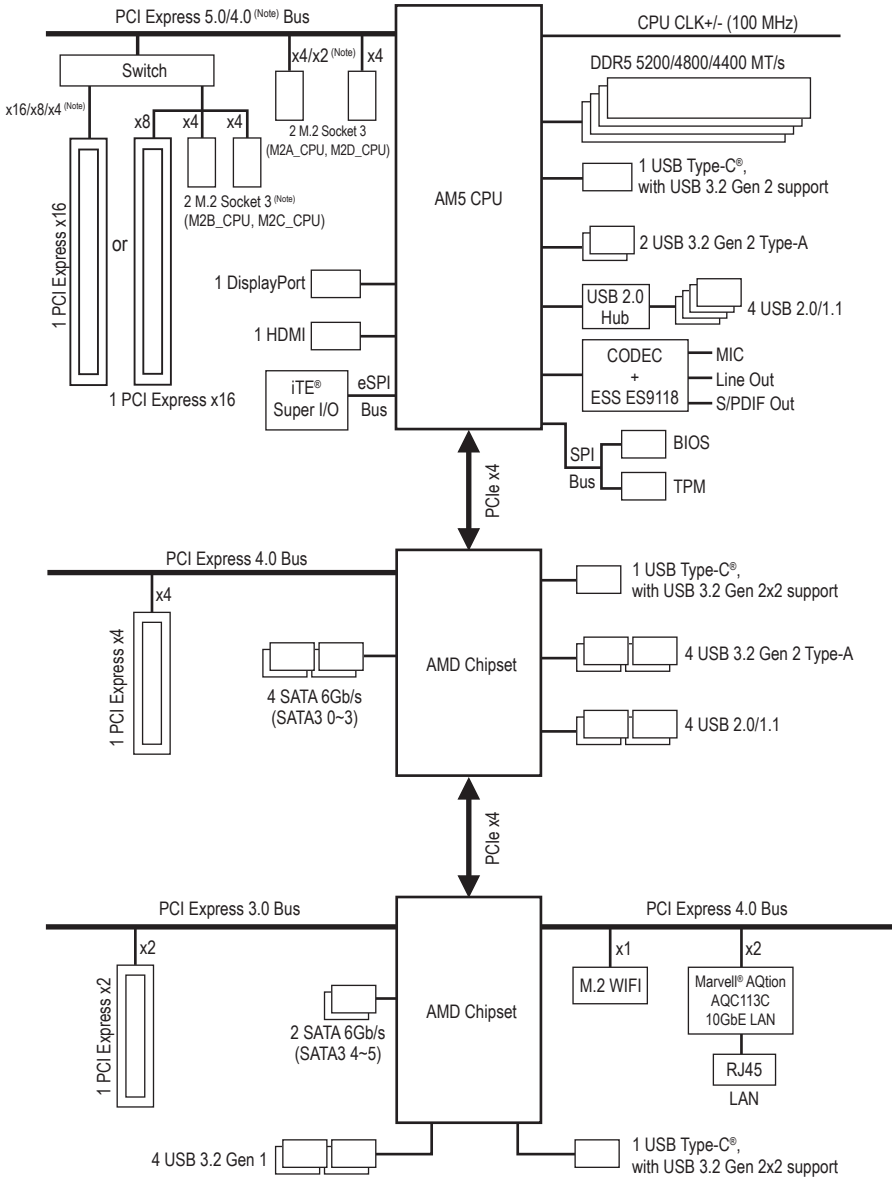 PCI Express 5.0/4.0 (Note) Bus
CPU CLK+/- (100 MHz)
Switch
x4/x2 (Note)
x4
DDR5 5200/4800/4400 MT/s
x16/x8/x4 (Note)
x8
x4
x4
2 M.2 Socket 3
(M2A_CPU, M2D_CPU)
1 USB Type-C®,
with USB 3.2 Gen 2 support
AM5 CPU
2 M.2 Socket 3 (Note)
(M2B_CPU, M2C_CPU)
1 PCI Express x16
or
2 USB 3.2 Gen 2 Type-A
1 DisplayPort
USB 2.0
Hub
4 USB 2.0/1.1
1 HDMI
CODEC
+
ESS ES9118
MIC
Line Out
S/PDIF Out
iTE®
Super I/O
eSPI
Bus
1 PCI Express x16
SPI
Bus
BIOS
TPM
PCIe x4
PCI Express 4.0 Bus
x4
1 PCI Express x4
1 USB Type-C®,
with USB 3.2 Gen 2x2 support
AMD Chipset
4 USB 3.2 Gen 2 Type-A
4 SATA 6Gb/s
(SATA3 0~3)
4 USB 2.0/1.1
PCIe x4
PCI Express 3.0 Bus
PCI Express 4.0 Bus
x2
x1
x2
1 PCI Express x2
M.2 WIFI
Marvell® AQtion
AQC113C
10GbE LAN
AMD Chipset
2 SATA 6Gb/s
(SATA3 4~5)
RJ45
LAN
4 USB 3.2 Gen 1
1 USB Type-C®,
with USB 3.2 Gen 2x2 support